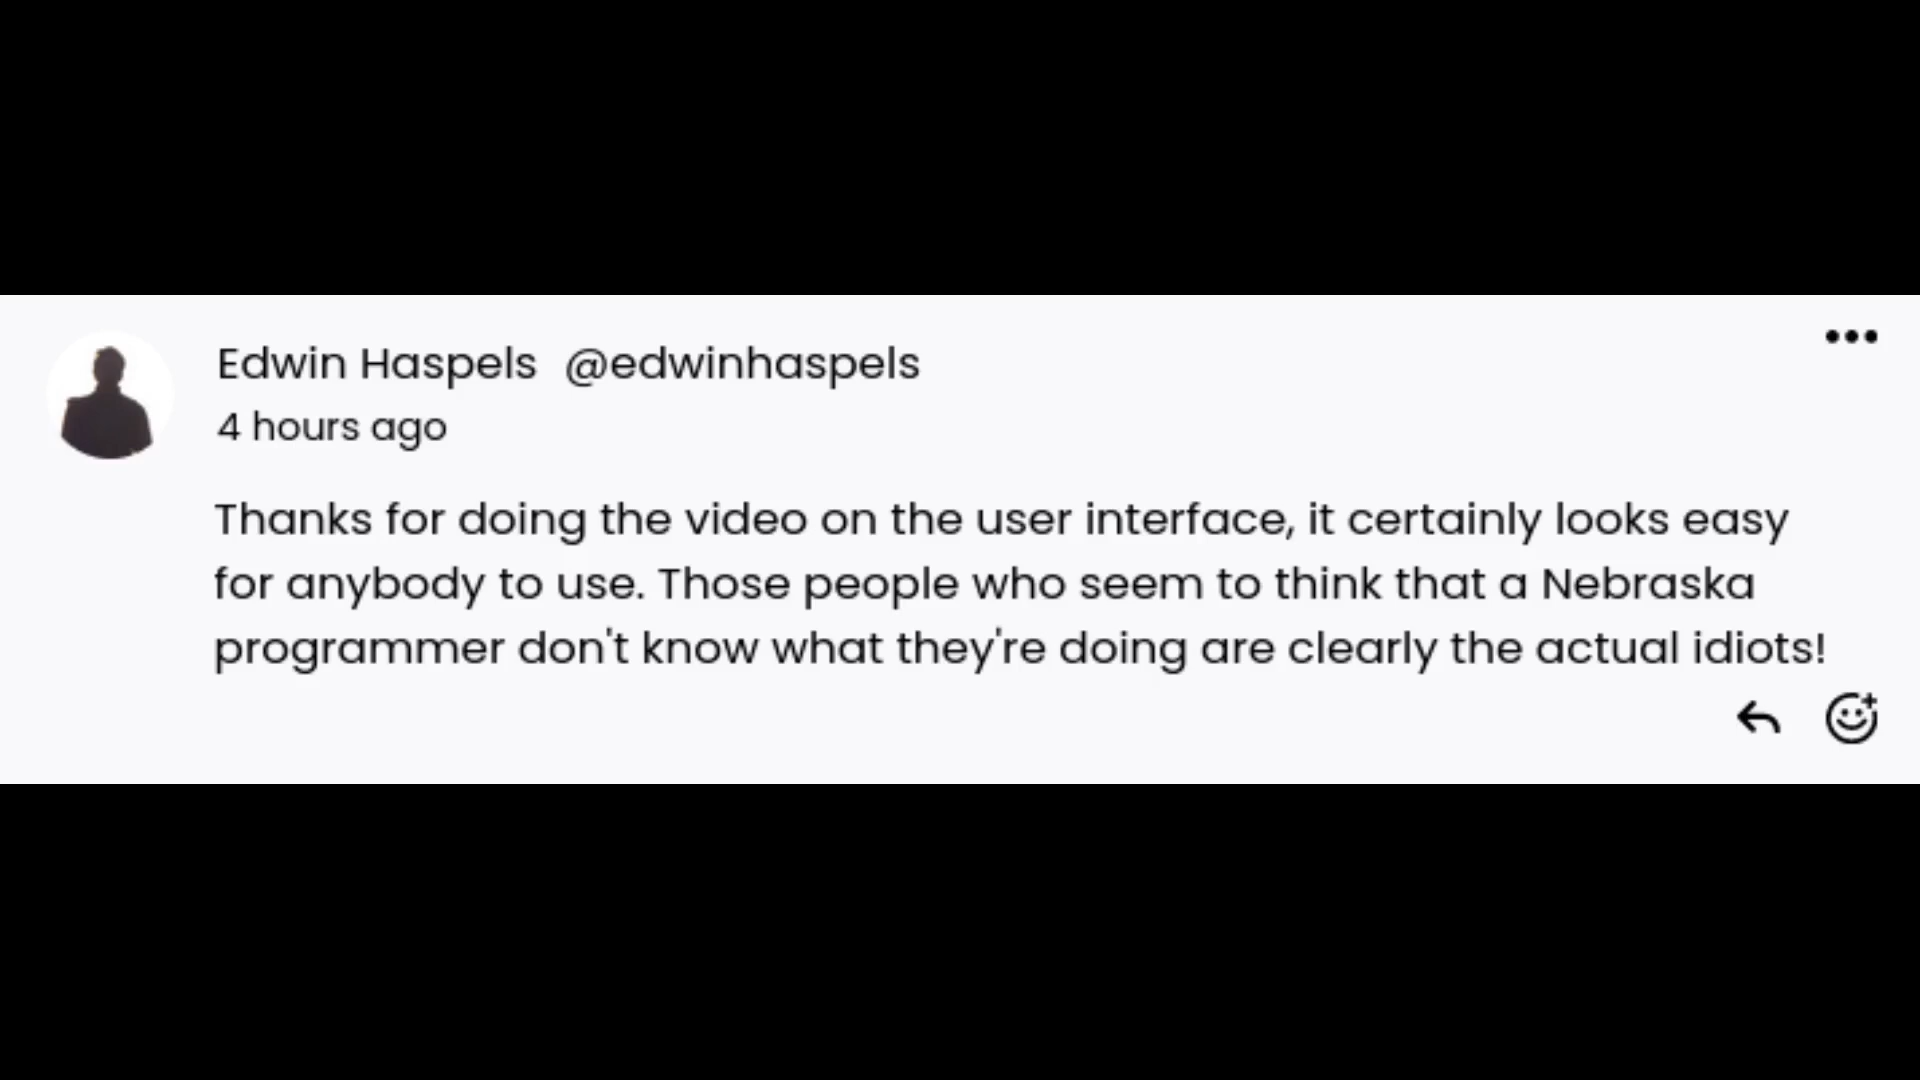 Edwin Haspels @edwinhaspels
4 hours ago
Thanks for doing the video on the user interface, it certainly looks easy
for anybody to use. Those people who seem to think that a Nebraska
programmer don't know what they're doing are clearly the actual idiots!